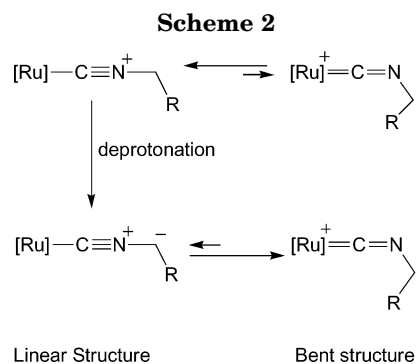 Scheme 2
[Ru]—C≡N⁺ R
[Ru]⁺=C=N R
deprotonation
[Ru]—C≡N⁺—C⁻ R
[Ru]⁺=C=N R
Linear Structure Bent structure